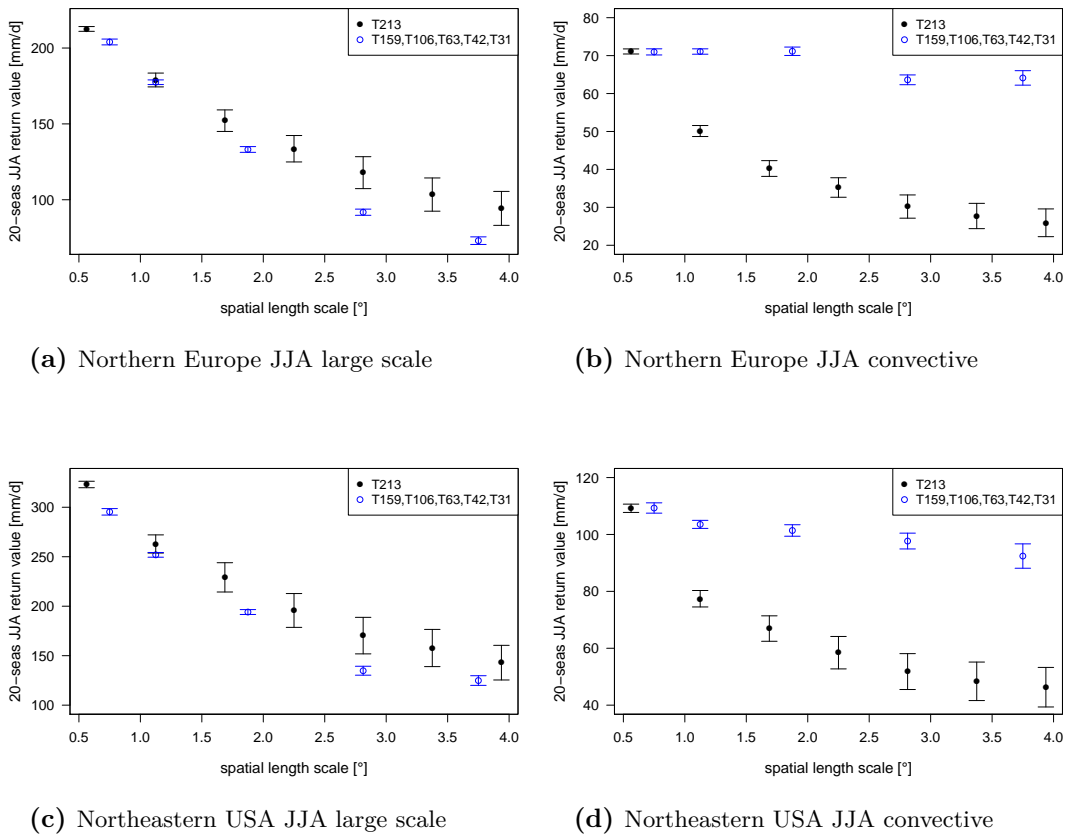 20−seas JJA return value [mm/d]
200
150
100
T213
T159,T106,T63,T42,T31
0.5 1.0 1.5 2.0 2.5 3.0 3.5 4.0
spatial length scale [°]
(a) Northern Europe JJA large scale
20−seas JJA return value [mm/d]
80
70
60
50
40
30
20
T213
T159,T106,T63,T42,T31
0.5 1.0 1.5 2.0 2.5 3.0 3.5 4.0
spatial length scale [°]
(b) Northern Europe JJA convective
20−seas JJA return value [mm/d]
300
250
200
150
100
T213
T159,T106,T63,T42,T31
0.5 1.0 1.5 2.0 2.5 3.0 3.5 4.0
spatial length scale [°]
(c) Northeastern USA JJA large scale
20−seas JJA return value [mm/d]
120
100
80
60
40
T213
T159,T106,T63,T42,T31
0.5 1.0 1.5 2.0 2.5 3.0 3.5 4.0
spatial length scale [°]
(d) Northeastern USA JJA convective